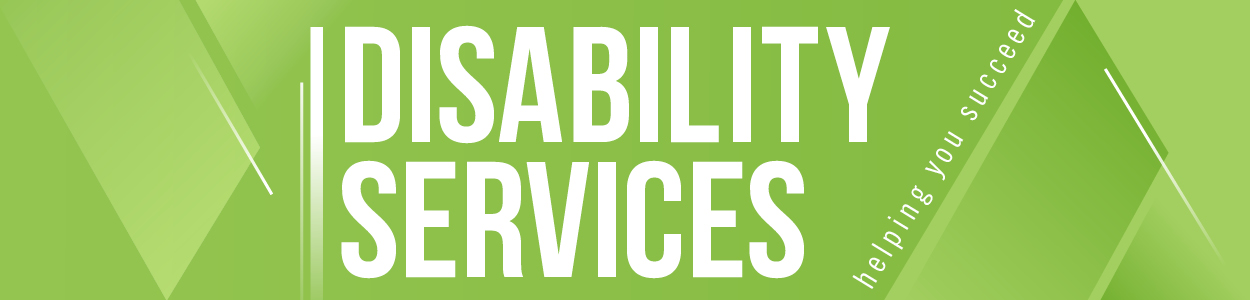 DISABILITY
SERVICES
helping you succeed